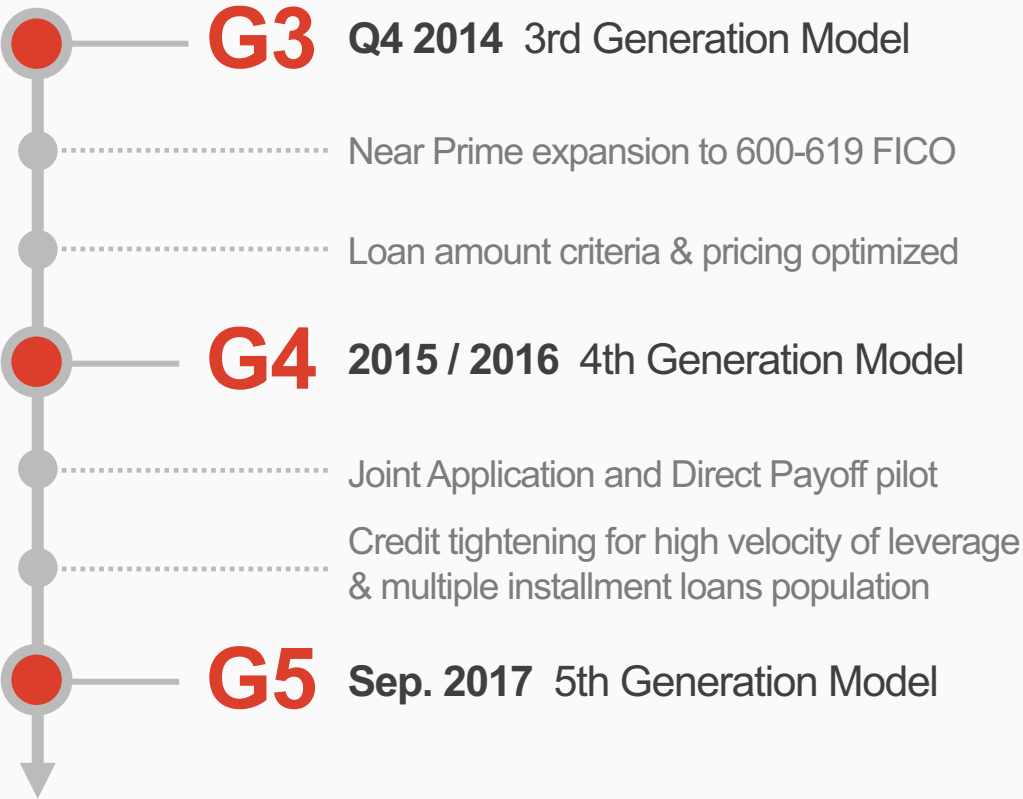 G3 Q4 2014 3rd Generation Model
Near Prime expansion to 600-619 FICO
Loan amount criteria & pricing optimized
G4 2015 / 2016 4th Generation Model
Joint Application and Direct Payoff pilot
Credit tightening for high velocity of leverage
& multiple installment loans population
G5 Sep. 2017 5th Generation Model